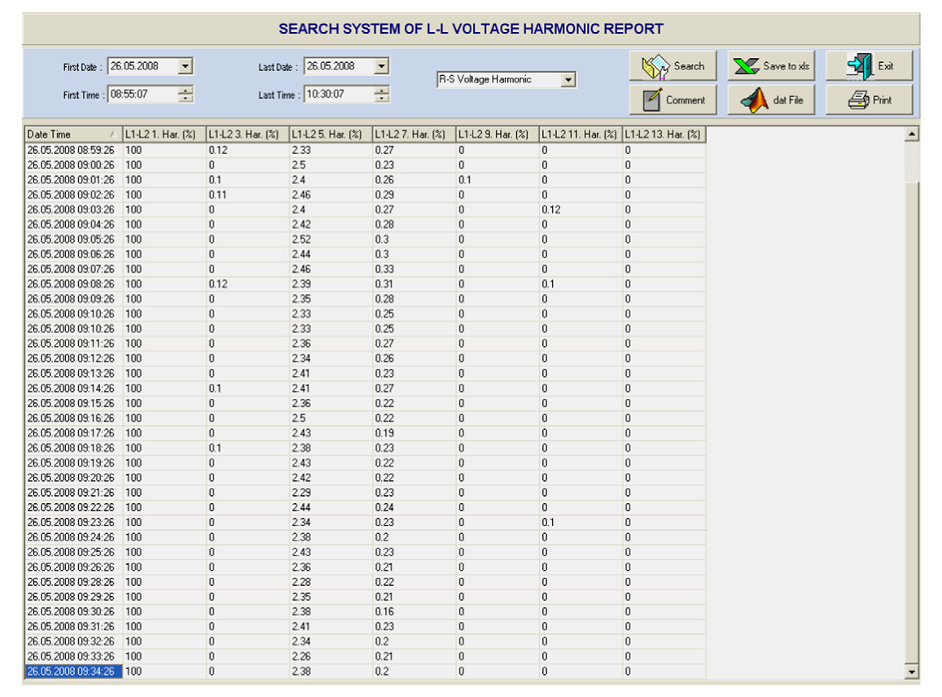 SEARCH SYSTEM OF L-L VOLTAGE HARMONIC REPORT
First Date : 26.05.2008 Last Date : 26.05.2008 R-S Voltage Harmonic Search Save to xls Exit
First Time : 08:55:07 Last Time : 10:30:07 Comment dat File Print
Date Time L1-L2 1. Har. (%) L1-L2 3. Har. (%) L1-L2 5. Har. (%) L1-L2 7. Har. (%) L1-L2 9. Har. (%) L1-L2 11. Har. (%) L1-L2 13. Har. (%)
26.05.2008 08:59:26 100 0.12 2.33 0.27 0 0 0
26.05.2008 09:00:26 100 0 2.5 0.23 0 0 0
26.05.2008 09:01:26 100 0.1 2.4 0.26 0.1 0 0
26.05.2008 09:02:26 100 0.11 2.46 0.29 0 0 0
26.05.2008 09:03:26 100 0 2.4 0.27 0 0.12 0
26.05.2008 09:04:26 100 0 2.42 0.28 0 0 0
26.05.2008 09:05:26 100 0 2.52 0.3 0 0 0
26.05.2008 09:06:26 100 0 2.44 0.3 0 0 0
26.05.2008 09:07:26 100 0 2.46 0.33 0 0 0
26.05.2008 09:08:26 100 0.12 2.39 0.31 0 0.1 0
26.05.2008 09:09:26 100 0 2.35 0.28 0 0 0
26.05.2008 09:10:26 100 0 2.33 0.25 0 0 0
26.05.2008 09:10:26 100 0 2.33 0.25 0 0 0
26.05.2008 09:11:26 100 0 2.36 0.27 0 0 0
26.05.2008 09:12:26 100 0 2.34 0.26 0 0 0
26.05.2008 09:13:26 100 0 2.41 0.23 0 0 0
26.05.2008 09:14:26 100 0.1 2.41 0.27 0 0 0
26.05.2008 09:15:26 100 0 2.36 0.22 0 0 0
26.05.2008 09:16:26 100 0 2.5 0.22 0 0 0
26.05.2008 09:17:26 100 0 2.43 0.19 0 0 0
26.05.2008 09:18:26 100 0.1 2.38 0.23 0 0 0
26.05.2008 09:19:26 100 0 2.43 0.22 0 0 0
26.05.2008 09:20:26 100 0 2.42 0.22 0 0 0
26.05.2008 09:21:26 100 0 2.29 0.23 0 0 0
26.05.2008 09:22:26 100 0 2.44 0.24 0 0 0
26.05.2008 09:23:26 100 0 2.34 0.23 0 0.1 0
26.05.2008 09:24:26 100 0 2.38 0.2 0 0 0
26.05.2008 09:25:26 100 0 2.43 0.23 0 0 0
26.05.2008 09:26:26 100 0 2.36 0.21 0 0 0
26.05.2008 09:28:26 100 0 2.28 0.22 0 0 0
26.05.2008 09:29:26 100 0 2.35 0.21 0 0 0
26.05.2008 09:30:26 100 0 2.38 0.16 0 0 0
26.05.2008 09:31:26 100 0 2.41 0.23 0 0 0
26.05.2008 09:32:26 100 0 2.34 0.2 0 0 0
26.05.2008 09:33:26 100 0 2.26 0.21 0 0 0
26.05.2008 09:34:26 100 0 2.38 0.2 0 0 0